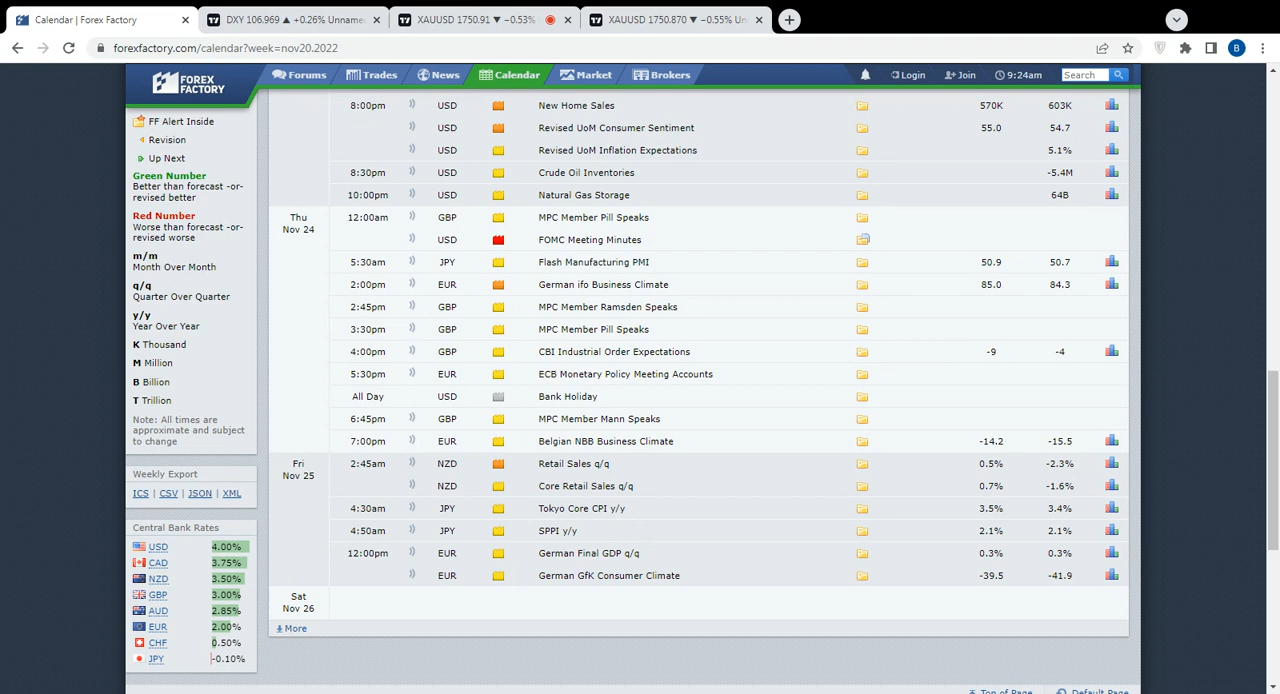 Calendar | Forex Factory
DXY 106.969 ▲ +0.26% Unname
XAUUSD 1750.91 ▼ −0.53%
XAUUSD 1750.870 ▼ −0.55% Un
forexfactory.com/calendar?week=nov20.2022
B
FOREX FACTORY
Forums Trades News Calendar Market Brokers Login Join 9:24am Search
FF Alert Inside
Revision
Up Next
Green Number
Better than forecast -or-
revised better
Red Number
Worse than forecast -or-
revised worse
m/m
Month Over Month
q/q
Quarter Over Quarter
y/y
Year Over Year
K Thousand
M Million
B Billion
T Trillion
Note: All times are
approximate and subject
to change
Weekly Export
ICS | CSV | JSON | XML
Central Bank Rates
USD 4.00%
CAD 3.75%
NZD 3.50%
GBP 3.00%
AUD 2.85%
EUR 2.00%
CHF 0.50%
JPY -0.10%
8:00pm USD New Home Sales 570K 603K
USD Revised UoM Consumer Sentiment 55.0 54.7
USD Revised UoM Inflation Expectations 5.1%
8:30pm USD Crude Oil Inventories -5.4M
10:00pm USD Natural Gas Storage 64B
Thu Nov 24 12:00am GBP MPC Member Pill Speaks
USD FOMC Meeting Minutes
5:30am JPY Flash Manufacturing PMI 50.9 50.7
2:00pm EUR German ifo Business Climate 85.0 84.3
2:45pm GBP MPC Member Ramsden Speaks
3:30pm GBP MPC Member Pill Speaks
4:00pm GBP CBI Industrial Order Expectations -9 -4
5:30pm EUR ECB Monetary Policy Meeting Accounts
All Day USD Bank Holiday
6:45pm GBP MPC Member Mann Speaks
7:00pm EUR Belgian NBB Business Climate -14.2 -15.5
Fri Nov 25 2:45am NZD Retail Sales q/q 0.5% -2.3%
NZD Core Retail Sales q/q 0.7% -1.6%
4:30am JPY Tokyo Core CPI y/y 3.5% 3.4%
4:50am JPY SPPI y/y 2.1% 2.1%
12:00pm EUR German Final GDP q/q 0.3% 0.3%
EUR German GfK Consumer Climate -39.5 -41.9
Sat Nov 26
More
Top of Page Default Page